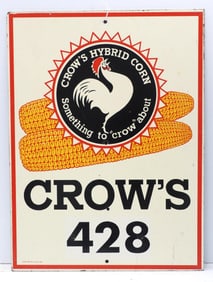 CROW'S HYBRID CORN
Something to "crow" about
CROW'S
428